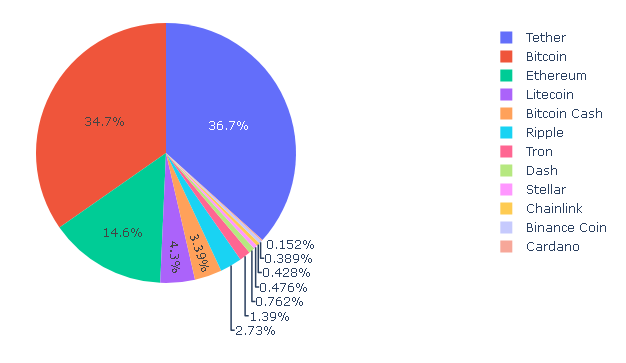 36.7%
34.7%
14.6%
4.3%
3.39%
2.73%
1.39%
0.762%
0.476%
0.428%
0.389%
0.152%
Tether
Bitcoin
Ethereum
Litecoin
Bitcoin Cash
Ripple
Tron
Dash
Stellar
Chainlink
Binance Coin
Cardano